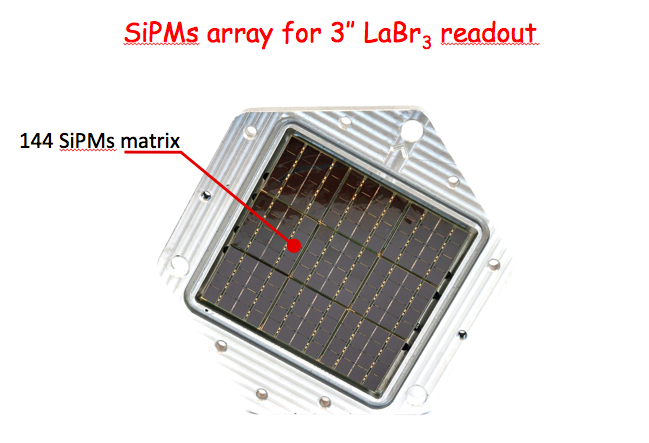 SiPMs array for 3” LaBr₃ readout
144 SiPMs matrix